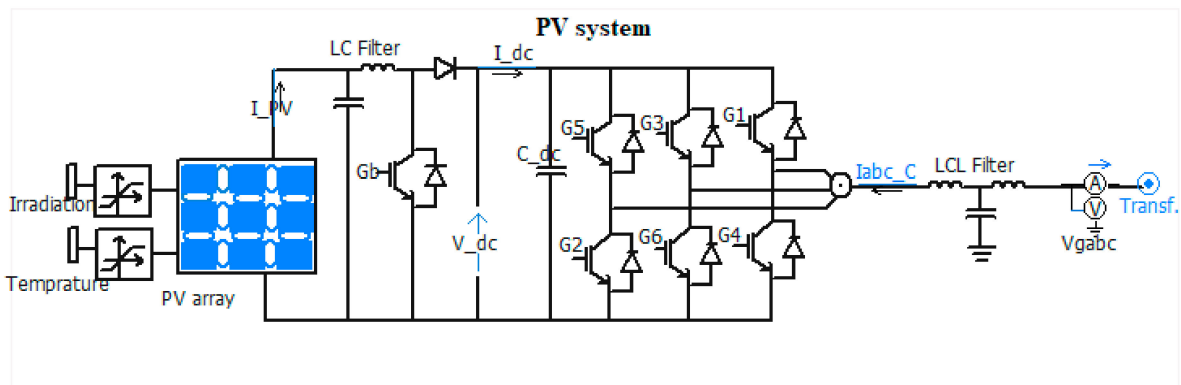 PV system
LC Filter
I_dc
I_PV
G5
G3
G1
Gb
C_dc
Iabc_C
LCL Filter
A
V
Transf.
Irradiation
V_dc
G2
G6
G4
Vgabc
Temprature
PV array